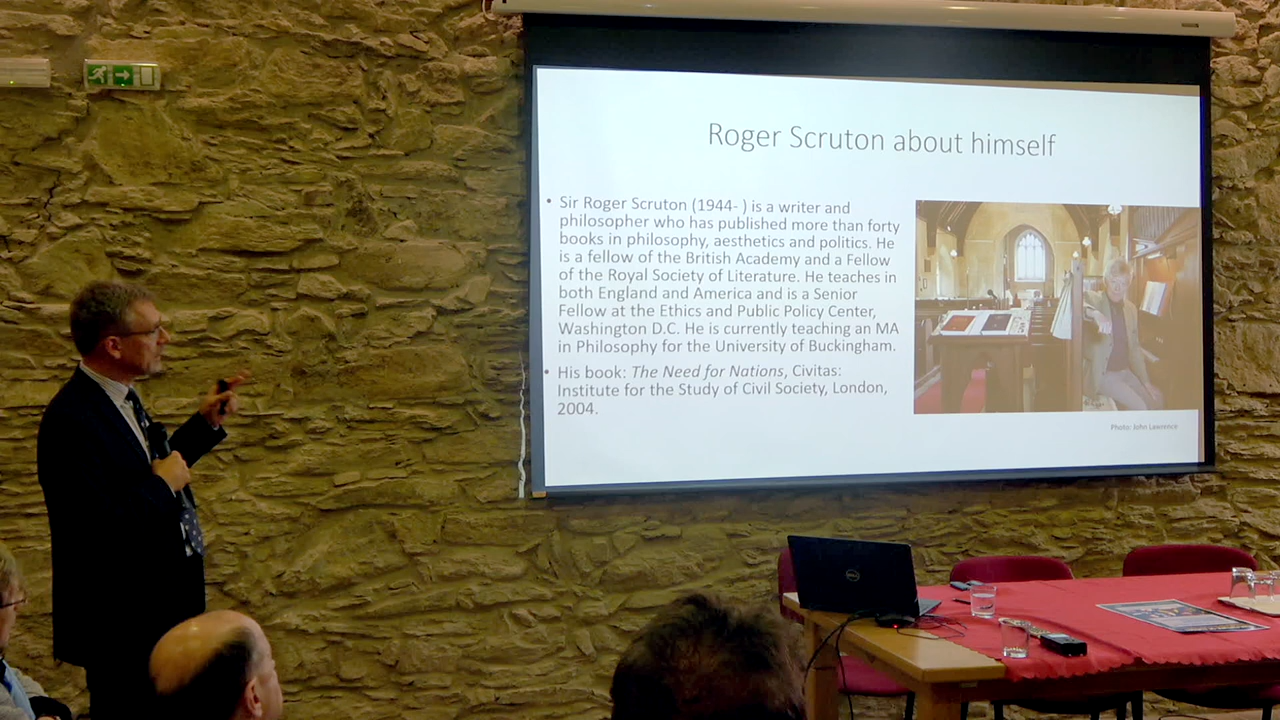 Roger Scruton about himself
• Sir Roger Scruton (1944- ) is a writer and
philosopher who has published more than forty
books in philosophy, aesthetics and politics. He
is a fellow of the British Academy and a Fellow
of the Royal Society of Literature. He teaches in
both England and America and is a Senior
Fellow at the Ethics and Public Policy Center,
Washington D.C. He is currently teaching an MA
in Philosophy for the University of Buckingham.
• His book: The Need for Nations, Civitas:
Institute for the Study of Civil Society, London,
2004.
Photo: John Lawrence
DELL